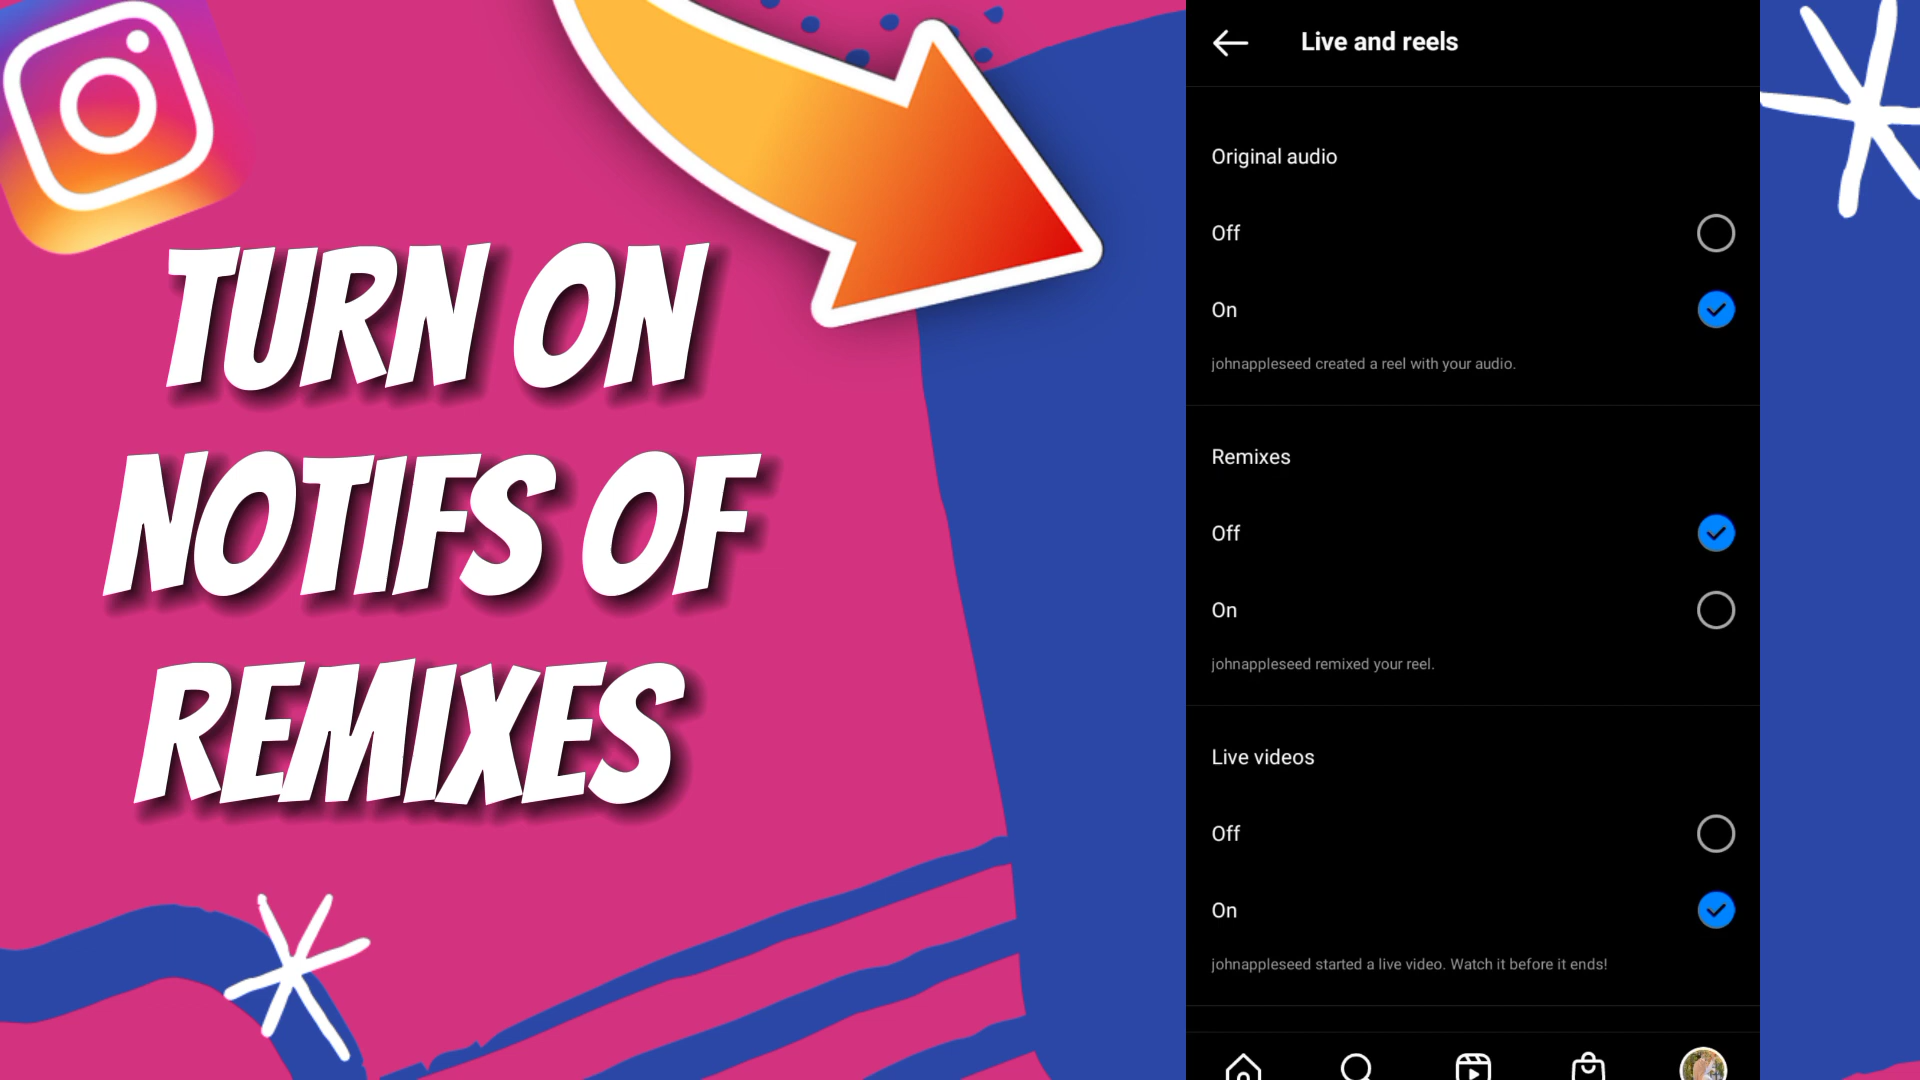 TURN ON
NOTIFS OF
REMIXES
Live and reels
Original audio
Off
On
johnappleseed created a reel with your audio.
Remixes
Off
On
johnappleseed remixed your reel.
Live videos
Off
On
johnappleseed started a live video. Watch it before it ends!